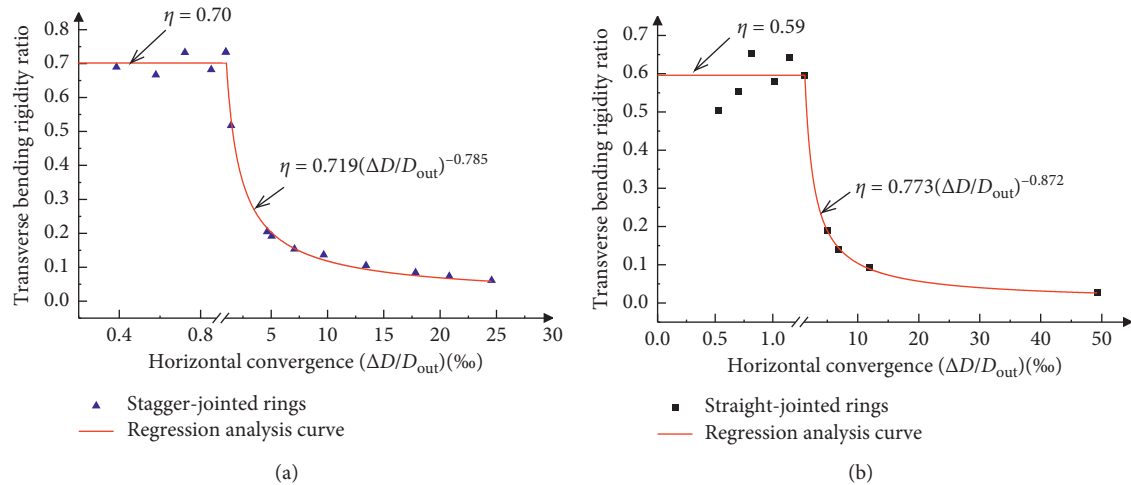 η = 0.70
Transverse bending rigidity ratio
0.8
0.7
0.6
0.5
0.4
0.3
0.2
0.1
0.0
η = 0.719(ΔD/D_out)^–0.785
0.4 0.8 5 10 15 20 25 30
Horizontal convergence (ΔD/D_out)(‰)
Stagger-jointed rings
Regression analysis curve
(a)
η = 0.59
Transverse bending rigidity ratio
0.7
0.6
0.5
0.4
0.3
0.2
0.1
0.0
η = 0.773(ΔD/D_out)^–0.872
0.0 0.5 1.0 10 20 30 40 50
Horizontal convergence (ΔD/D_out)(‰)
Straight-jointed rings
Regression analysis curve
(b)